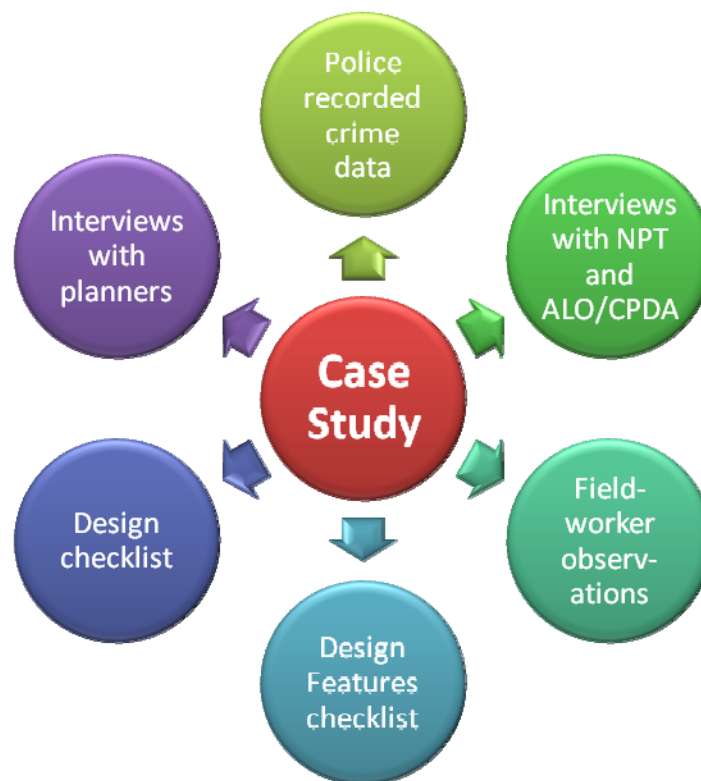 Police
recorded
crime
data
Interviews
with NPT
and
ALO/CPDA
Field-
worker
observ-
ations
Design
Features
checklist
Design
checklist
Interviews
with
planners
Case
Study